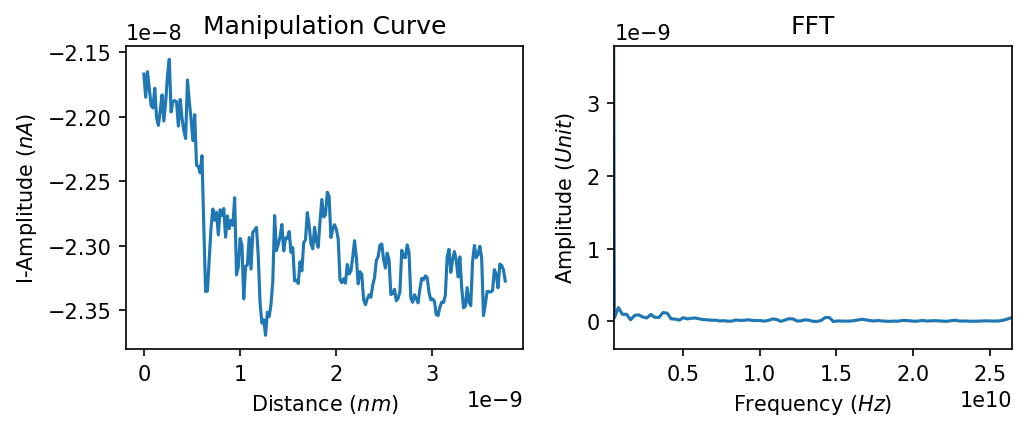 Manipulation Curve
1e−8
−2.15
−2.20
−2.25
−2.30
−2.35
I-Amplitude (nA)
0 1 2 3
1e−9
Distance (nm)
FFT
1e−9
3
2
1
0
Amplitude (Unit)
0.5 1.0 1.5 2.0 2.5
1e10
Frequency (Hz)